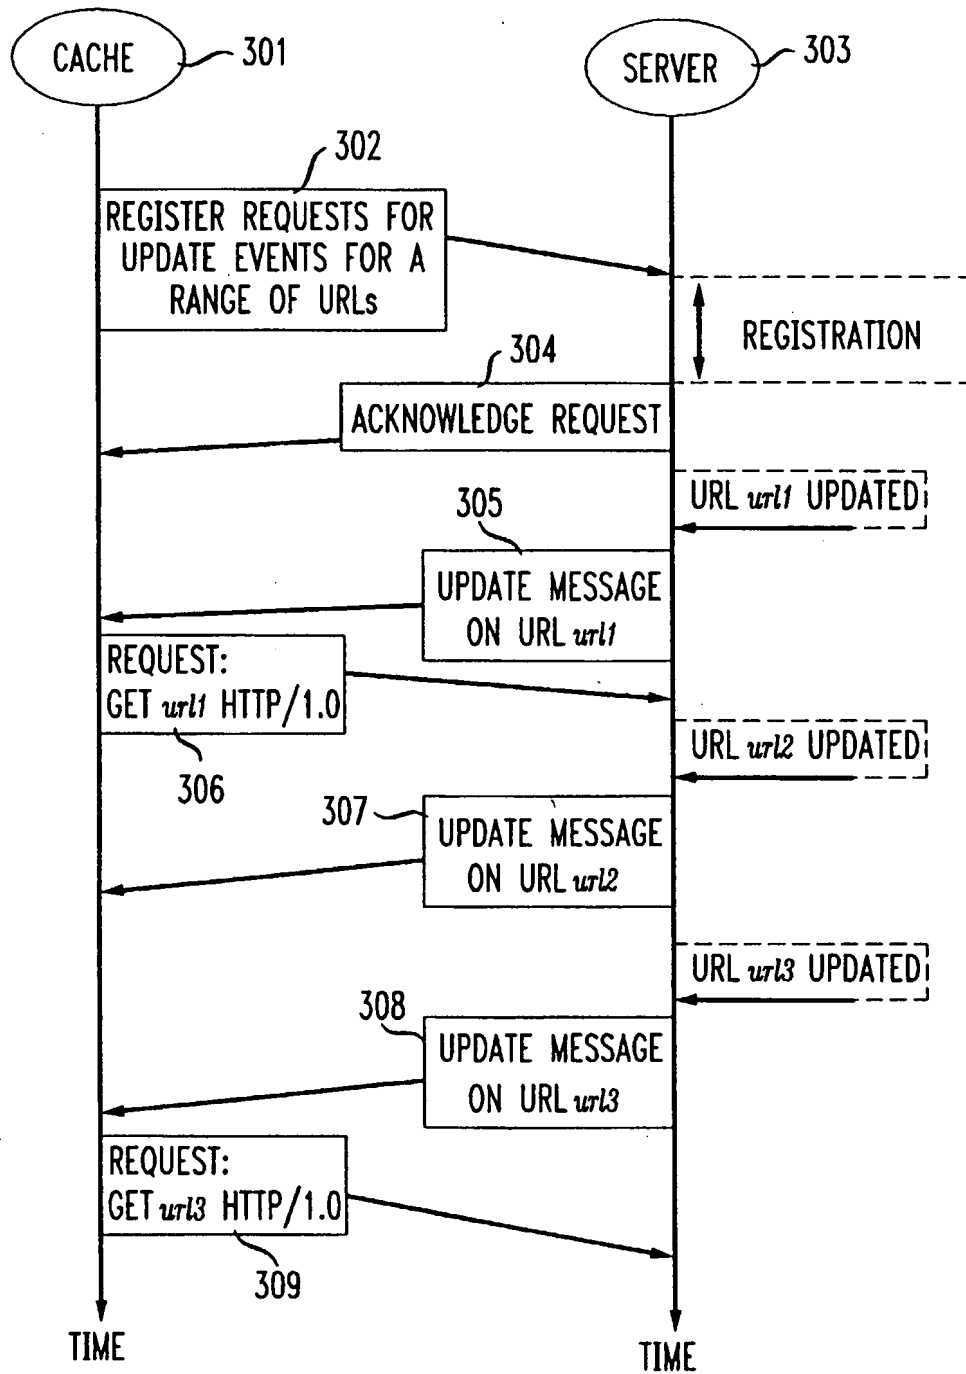 CACHE
301
SERVER
303
302
REGISTER REQUESTS FOR
UPDATE EVENTS FOR A
RANGE OF URLs
REGISTRATION
304
ACKNOWLEDGE REQUEST
URL url1 UPDATED
305
UPDATE MESSAGE
ON URL url1
REQUEST:
GET url1 HTTP/1.0
306
URL url2 UPDATED
307
UPDATE MESSAGE
ON URL url2
URL url3 UPDATED
308
UPDATE MESSAGE
ON URL url3
REQUEST:
GET url3 HTTP/1.0
309
TIME
TIME